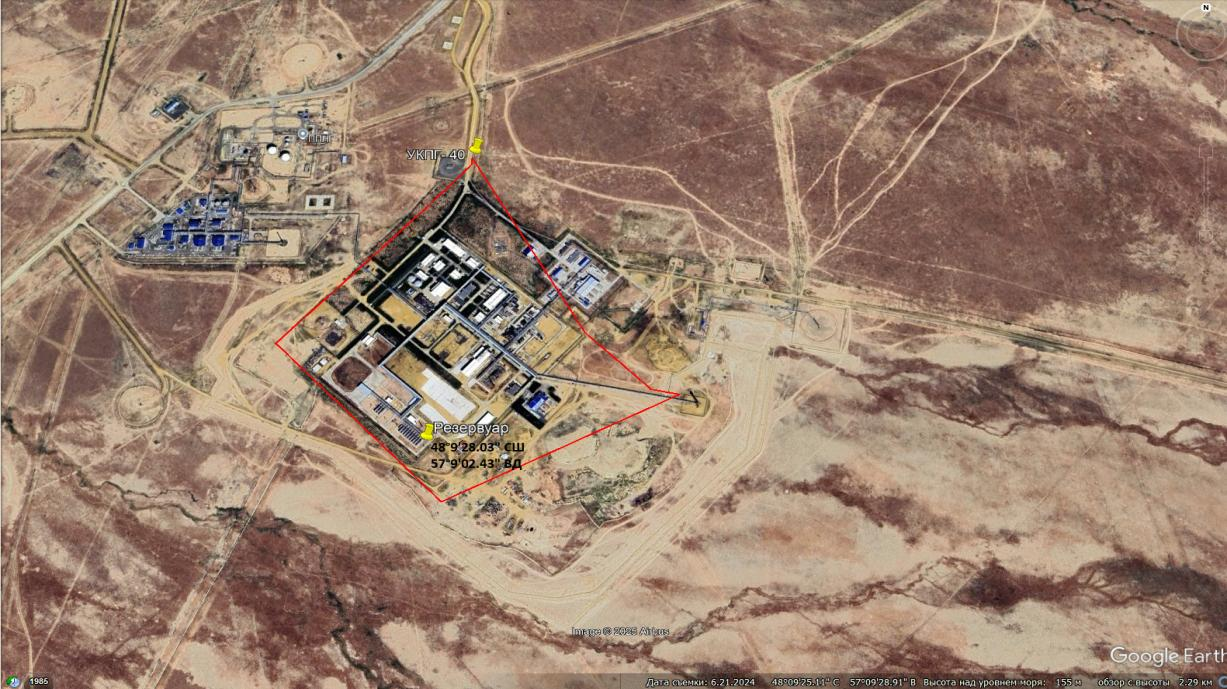 N
ППНГ
УКПГ- 40
Резервуар
48°9'28.03" СШ
57°9'02.43" ВД
Image © 2025 Airbus
Google Earth
1985
Дата съемки: 6.21.2024 48°09'25.11" С 57°09'28.91" В Высота над уровнем моря: 155 м обзор с высоты 2.29 км